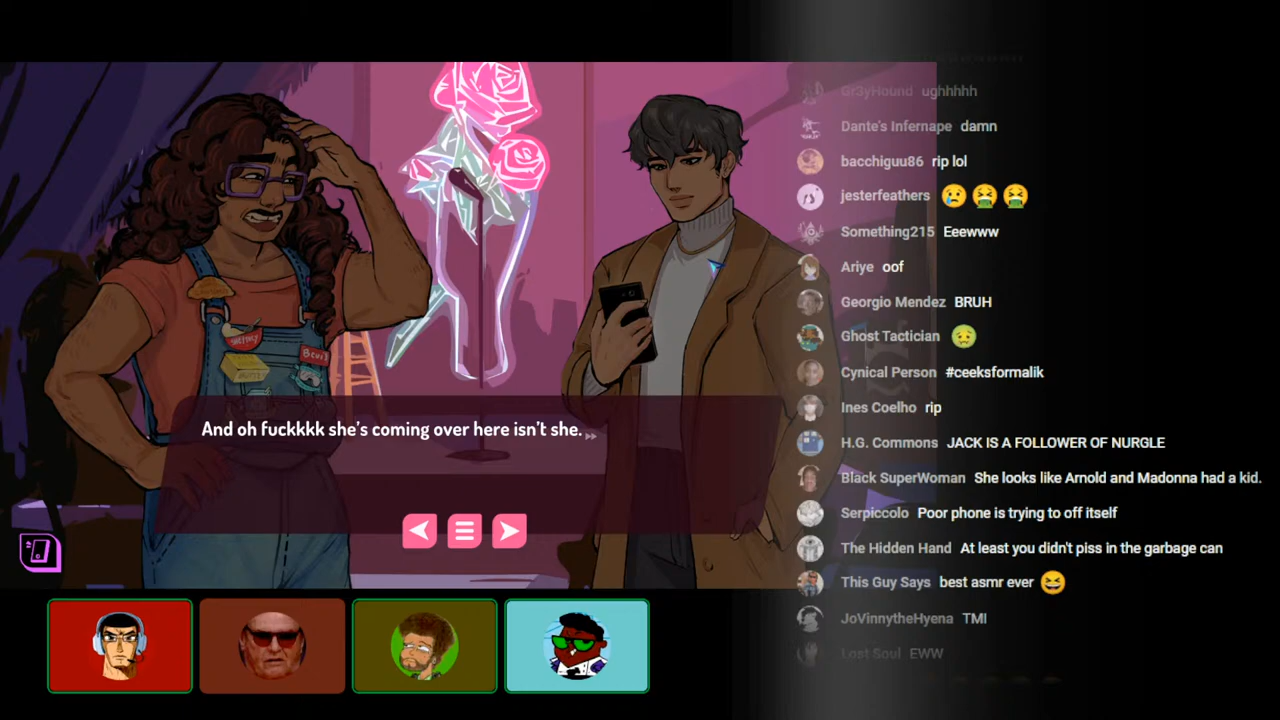 Gr3yHound ughhhhh
Dante's Infernape damn
bacchiguu86 rip lol
jesterfeathers 😢🤮🤮
Something215 Eeewww
Ariye oof
Georgio Mendez BRUH
Ghost Tactician 🤢
Cynical Person #ceeksformalik
Ines Coelho rip
H.G. Commons JACK IS A FOLLOWER OF NURGLE
Black SuperWoman She looks like Arnold and Madonna had a kid.
Serpiccolo Poor phone is trying to off itself
The Hidden Hand At least you didn't piss in the garbage can
This Guy Says best asmr ever 😆
JoVinnytheHyena TMI
Lost Soul EWW
And oh fuckkkk she's coming over here isn't she.